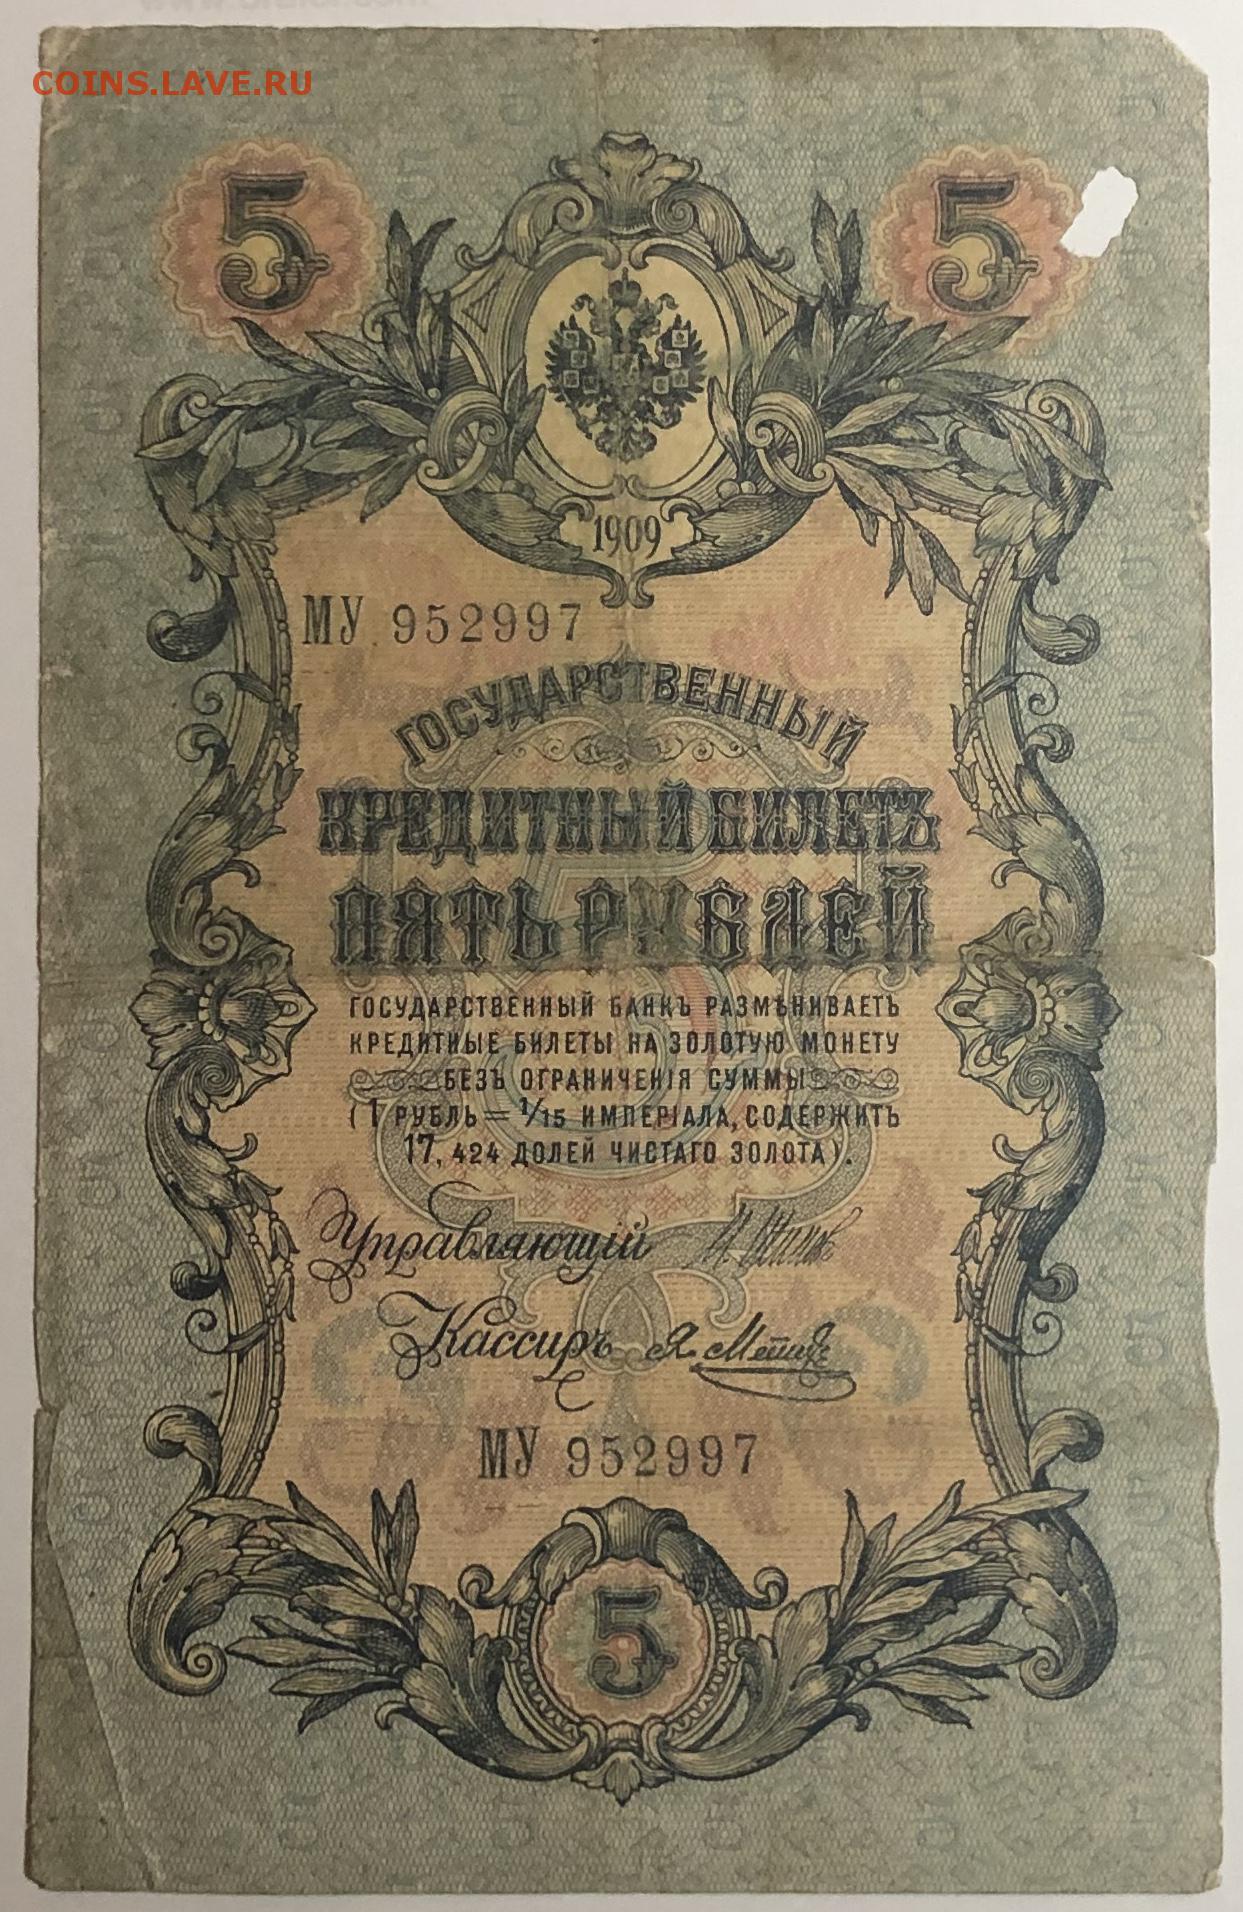 COINS.LAVE.RU
5 5
1909
МУ 952997
ГОСУДАРСТВЕННЫЙ
КРЕДИТНЫЙ БИЛЕТЪ
ПЯТЬ РУБЛЕЙ
ГОСУДАРСТВЕННЫЙ БАНКЪ РАЗМѢНИВАЕТЪ
КРЕДИТНЫЕ БИЛЕТЫ НА ЗОЛОТУЮ МОНЕТУ
БЕЗЪ ОГРАНИЧЕНІЯ СУММЫ
(1 РУБЛЬ = 1/15 ИМПЕРІАЛА, СОДЕРЖИТЪ
17,424 ДОЛЕЙ ЧИСТАГО ЗОЛОТА).
Управляющій
Кассиръ
МУ 952997
5